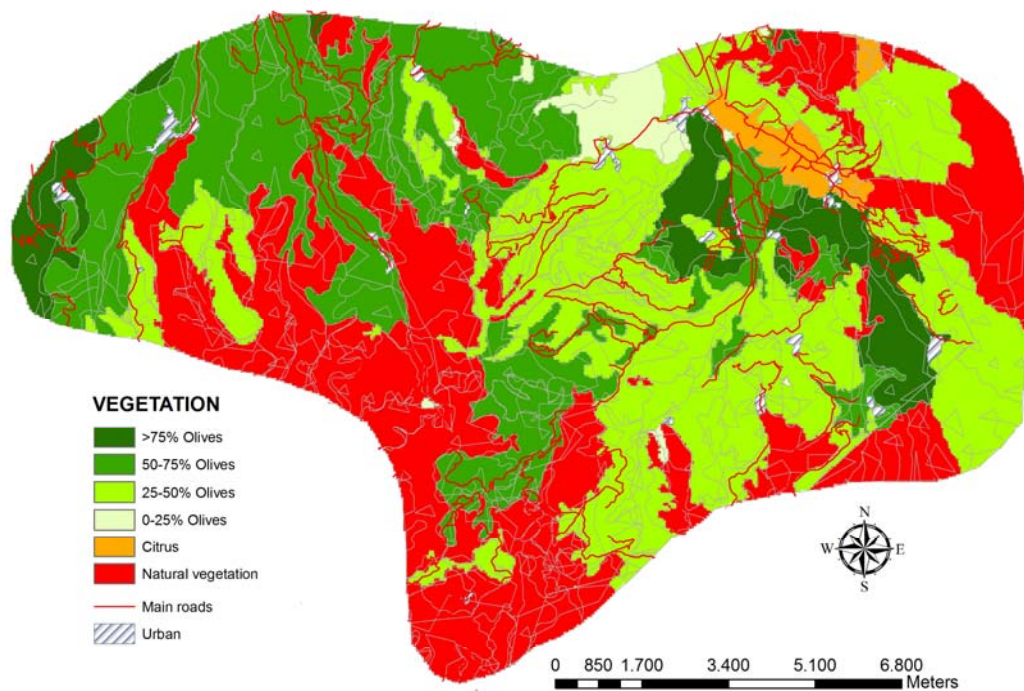 VEGETATION
>75% Olives
50-75% Olives
25-50% Olives
0-25% Olives
Citrus
Natural vegetation
Main roads
Urban
N
W E
S
0 850 1.700 3.400 5.100 6.800
Meters